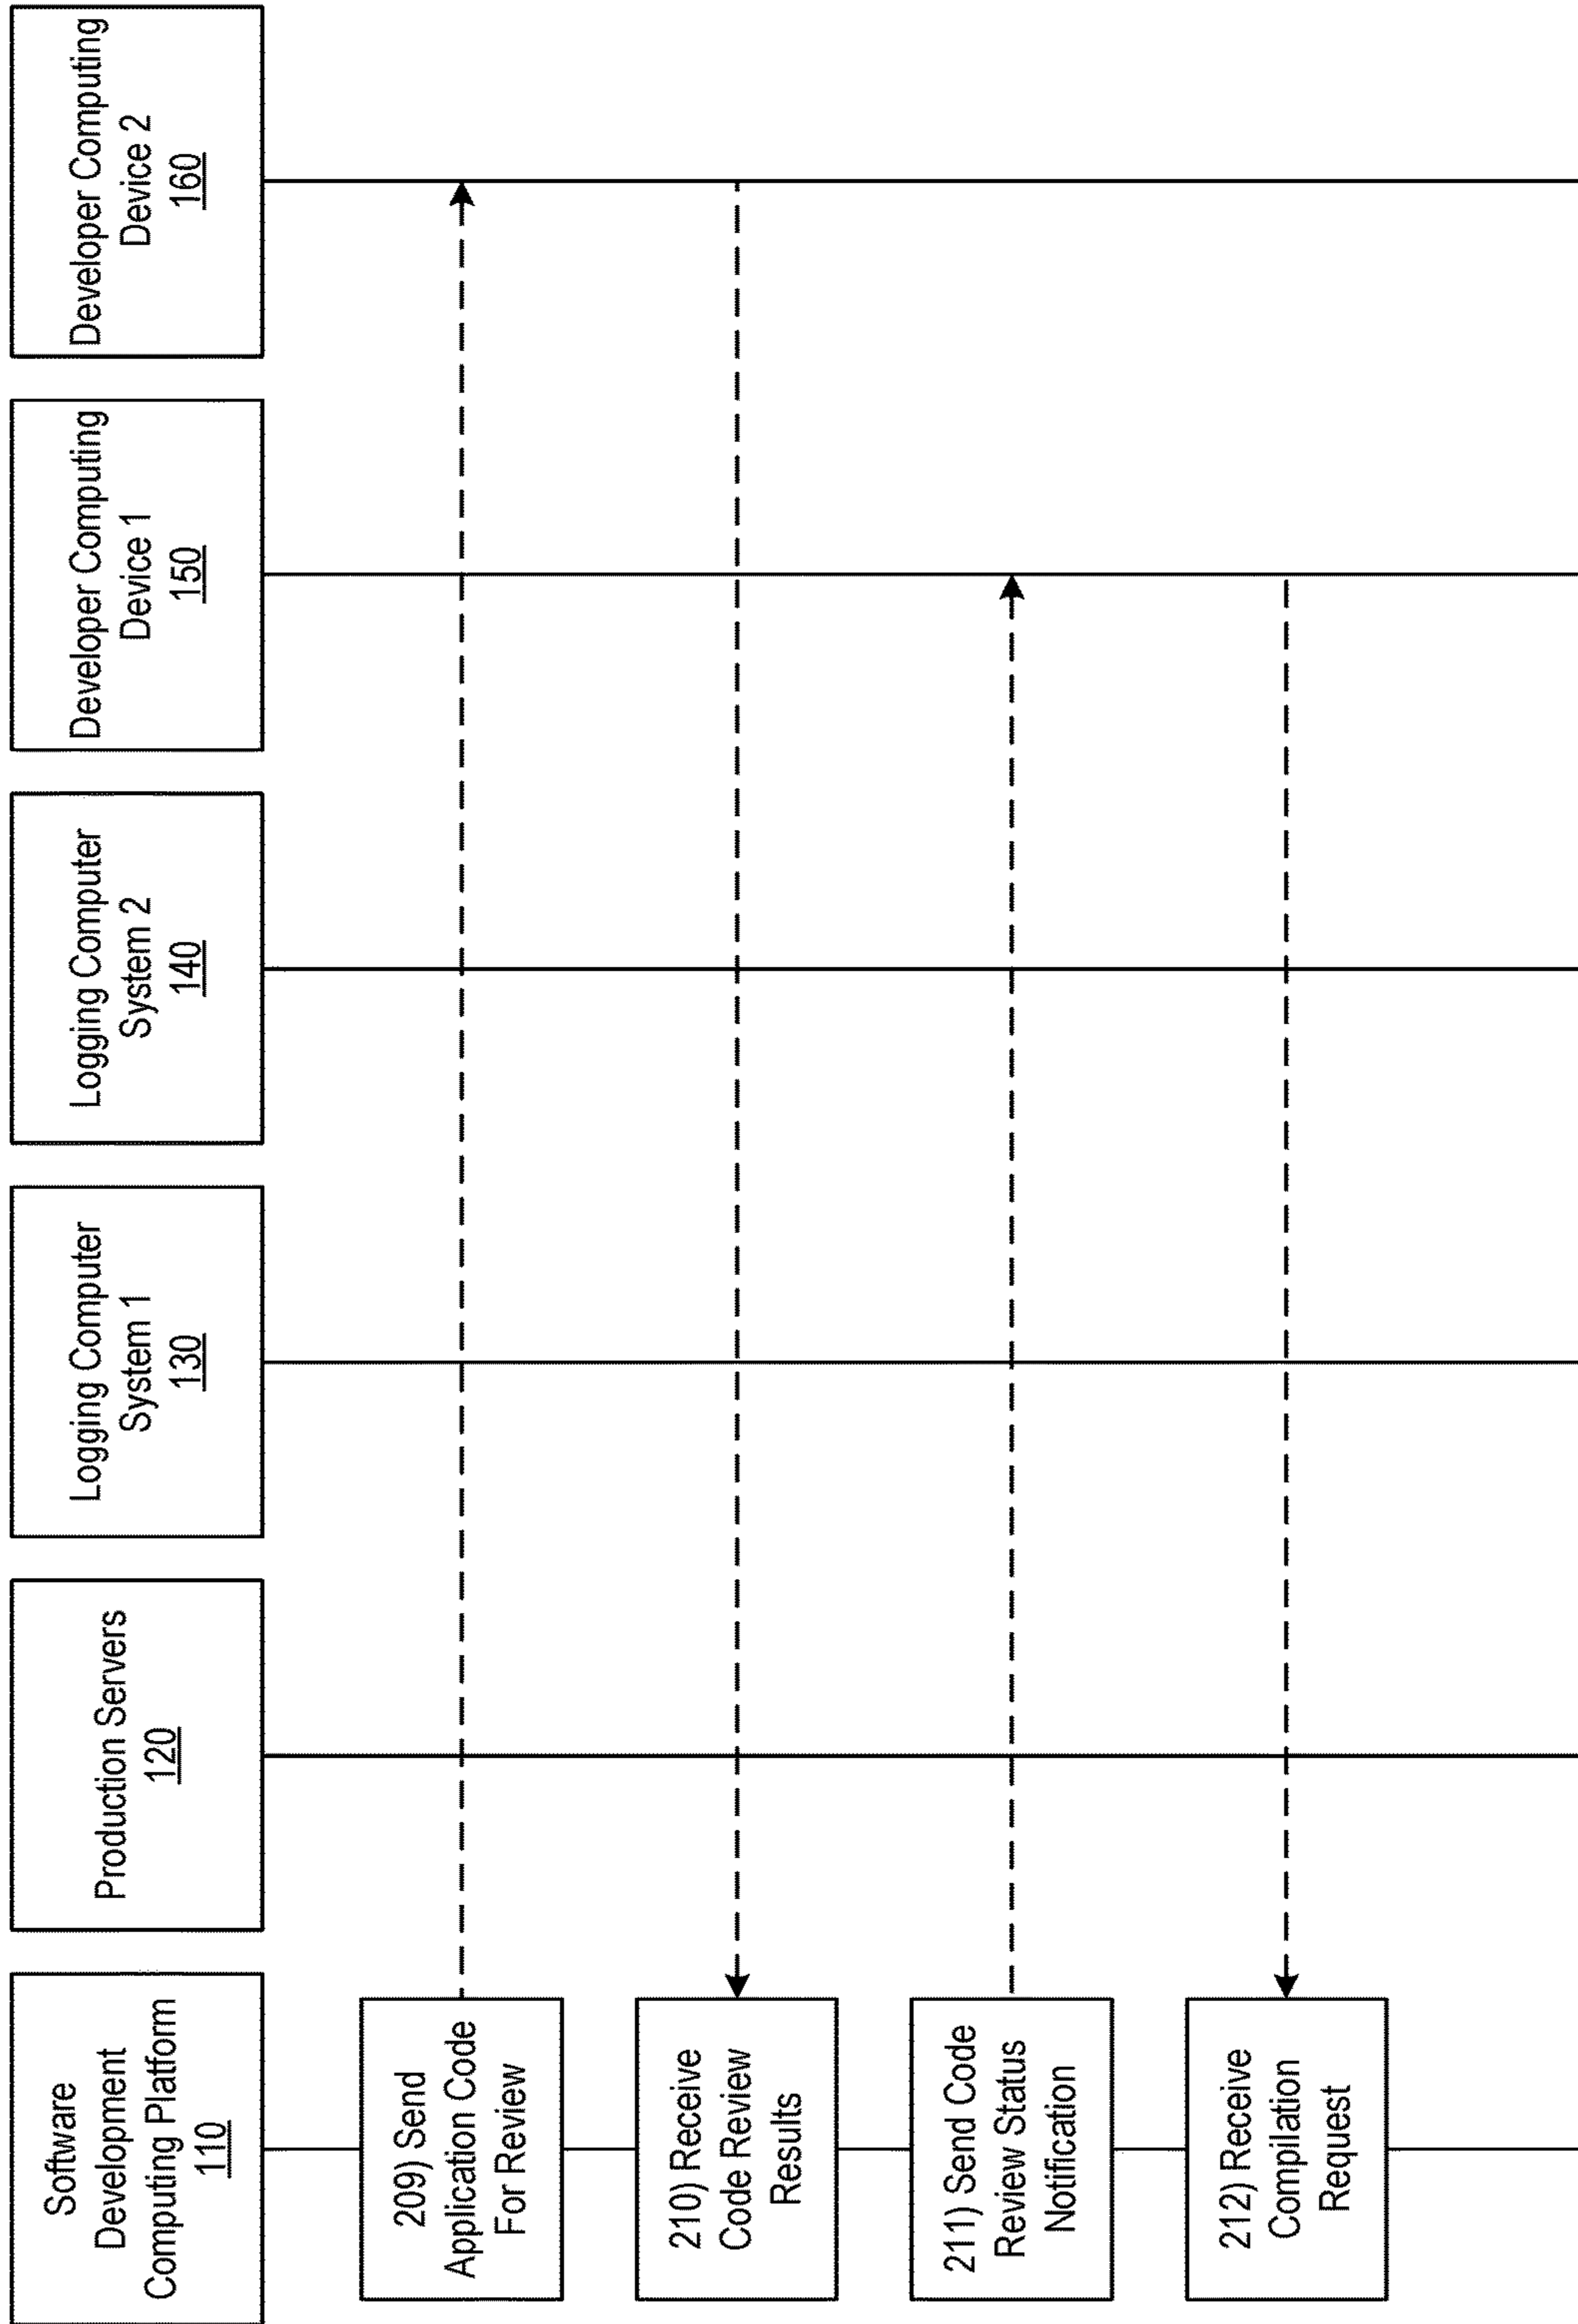 Software
Development
Computing Platform
110
Production Servers
120
Logging Computer
System 1
130
Logging Computer
System 2
140
Developer Computing
Device 1
150
Developer Computing
Device 2
160
209) Send
Application Code
For Review
210) Receive
Code Review
Results
211) Send Code
Review Status
Notification
212) Receive
Compilation
Request